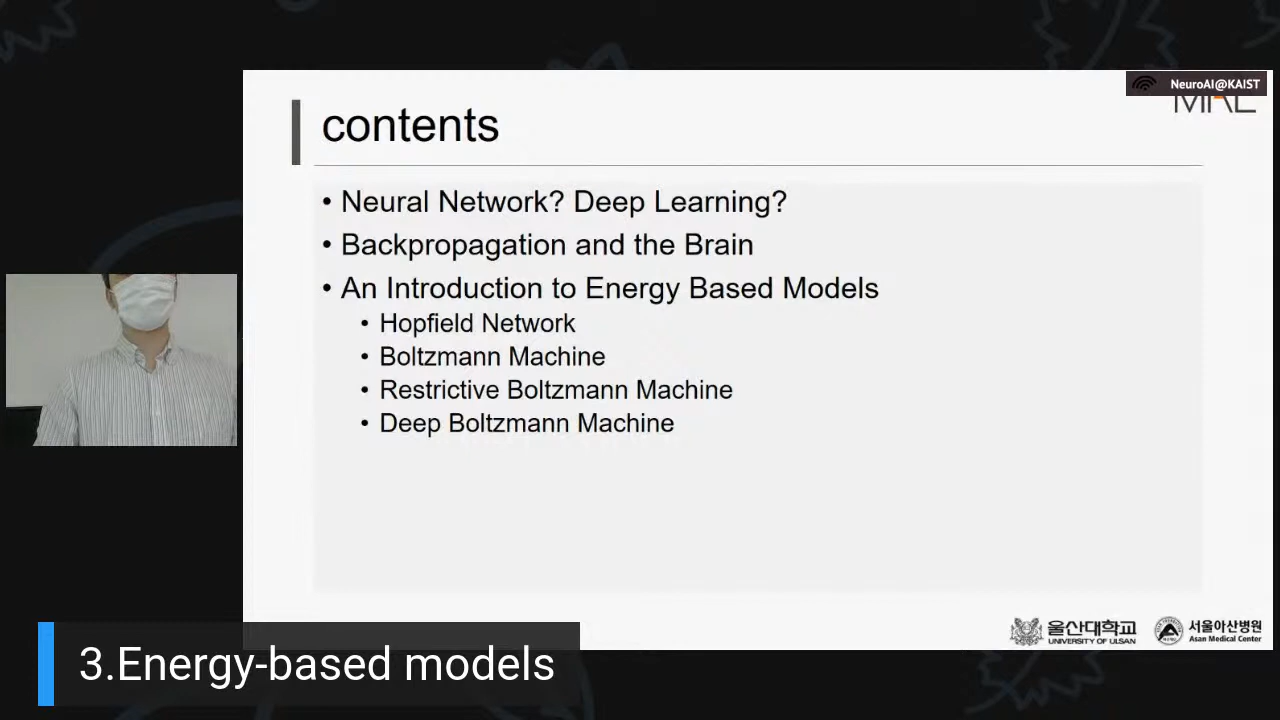 NeuroAI@KAIST
contents
• Neural Network? Deep Learning?
• Backpropagation and the Brain
• An Introduction to Energy Based Models
• Hopfield Network
• Boltzmann Machine
• Restrictive Boltzmann Machine
• Deep Boltzmann Machine
울산대학교
UNIVERSITY OF ULSAN
서울아산병원
Asan Medical Center
3.Energy-based models